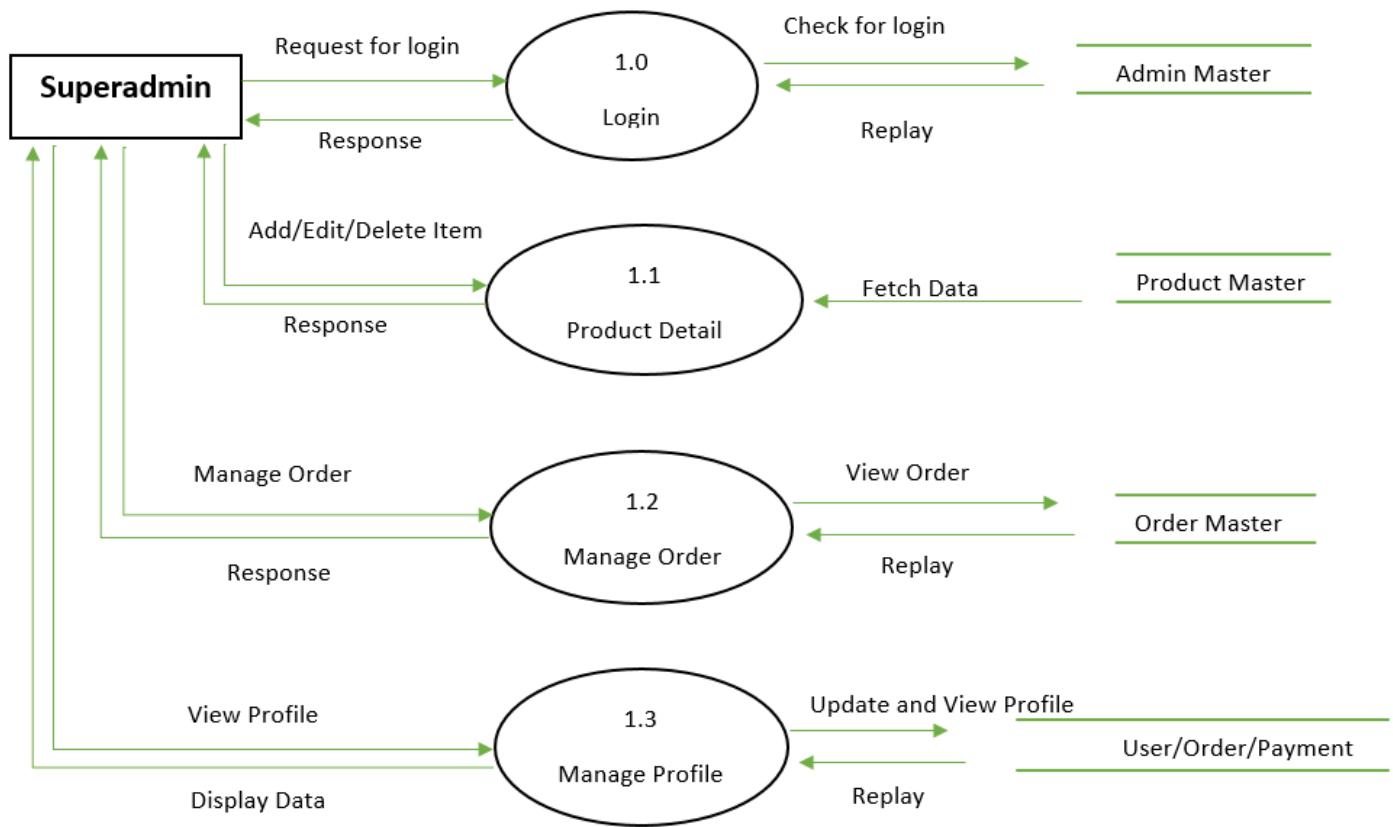 Superadmin
Request for login
Response
1.0
Login
Check for login
Replay
Admin Master
Add/Edit/Delete Item
Response
1.1
Product Detail
Fetch Data
Product Master
Manage Order
Response
1.2
Manage Order
View Order
Replay
Order Master
View Profile
Display Data
1.3
Manage Profile
Update and View Profile
Replay
User/Order/Payment